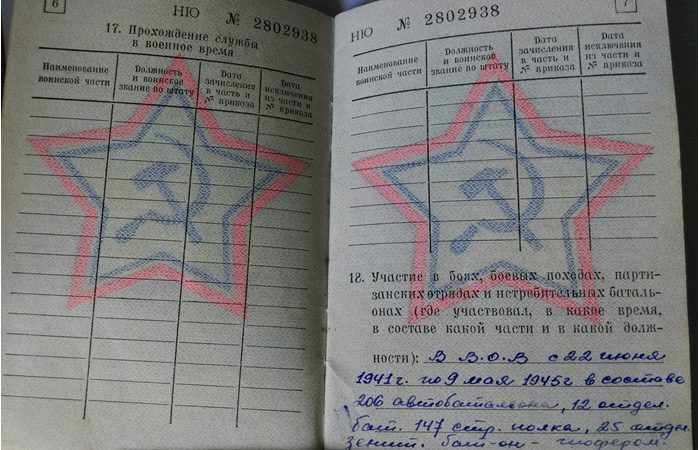 6
НЮ № 2802938
17. Прохождение службы
в военное время
Наименование
воинской части
Должность
и воинское
звание по штату
Дата
зачисления
в часть и
№ приказа
Дата
исключения
из части и
№ приказа
7
НЮ № 2802938
Наименование
воинской части
Должность
и воинское
звание по штату
Дата
зачисления
в часть и
№ приказа
Дата
исключения
из части и
№ приказа
18. Участие в боях, боевых походах, парти-
занских отрядах и истребительных баталь-
онах (где участвовал, в какое время,
в составе какой части и в какой долж-
ности): В В.О.В с 22 июня
1941 г. по 9 мая 1945 г в составе
206 автобатальона, 12 отдел.
бат. 147 стр. полка, 25 отдел.
зенит. бат-он - шофером.